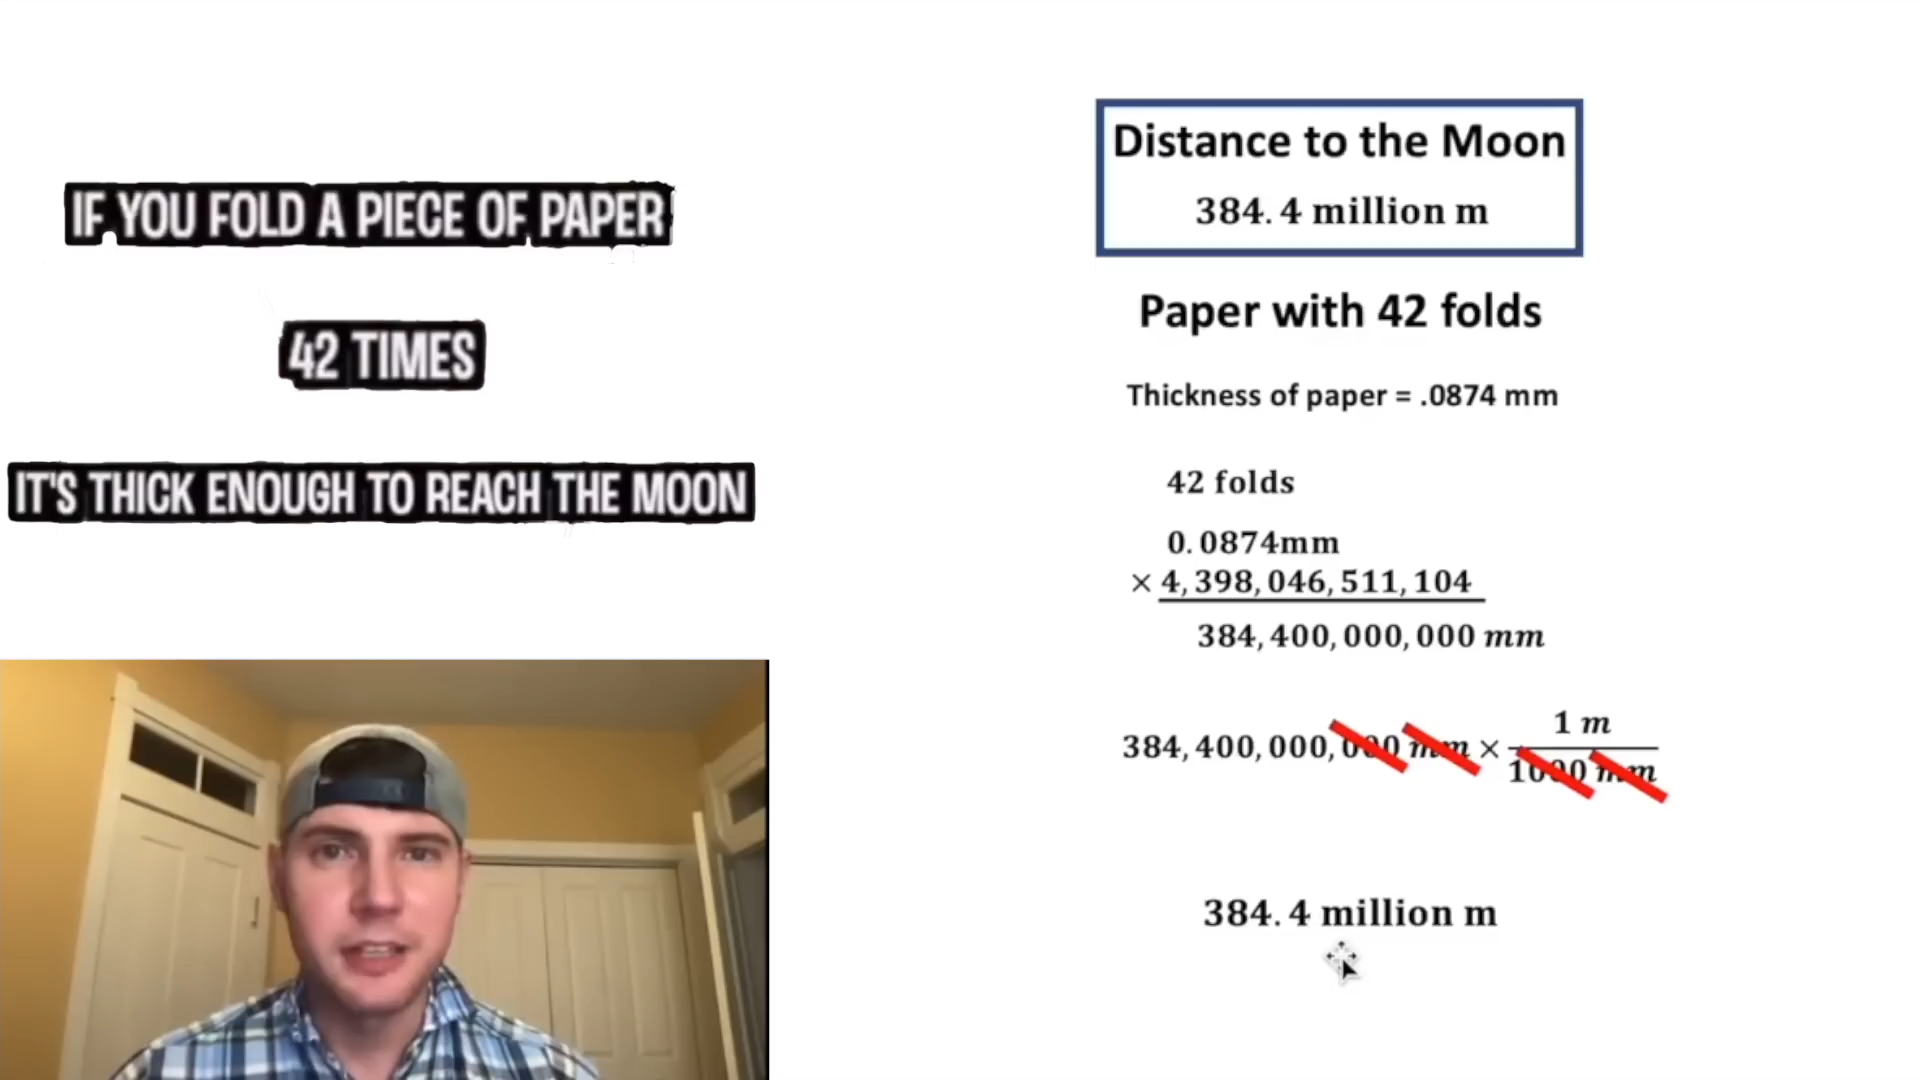 IF YOU FOLD A PIECE OF PAPER
42 TIMES
IT'S THICK ENOUGH TO REACH THE MOON
Distance to the Moon
384.4 million m
Paper with 42 folds
Thickness of paper = .0874 mm
42 folds
0.0874mm
× 4,398,046,511,104
384,400,000,000 mm
1 m
384,400,000,000 mm ×
1000 mm
384.4 million m